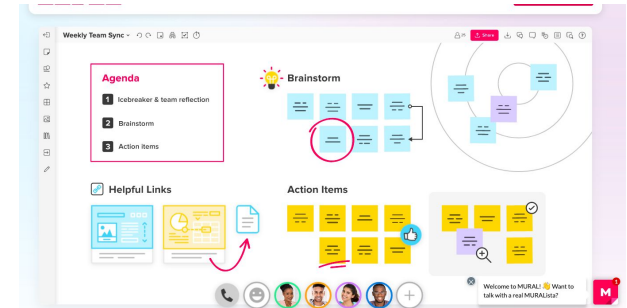 Weekly Team Sync
Share
Agenda
1 Icebreaker & team reflection
2 Brainstorm
3 Action items
Brainstorm
Helpful Links
Action Items
Welcome to MURAL! 👋 Want to
talk with a real MURALista?
M
1